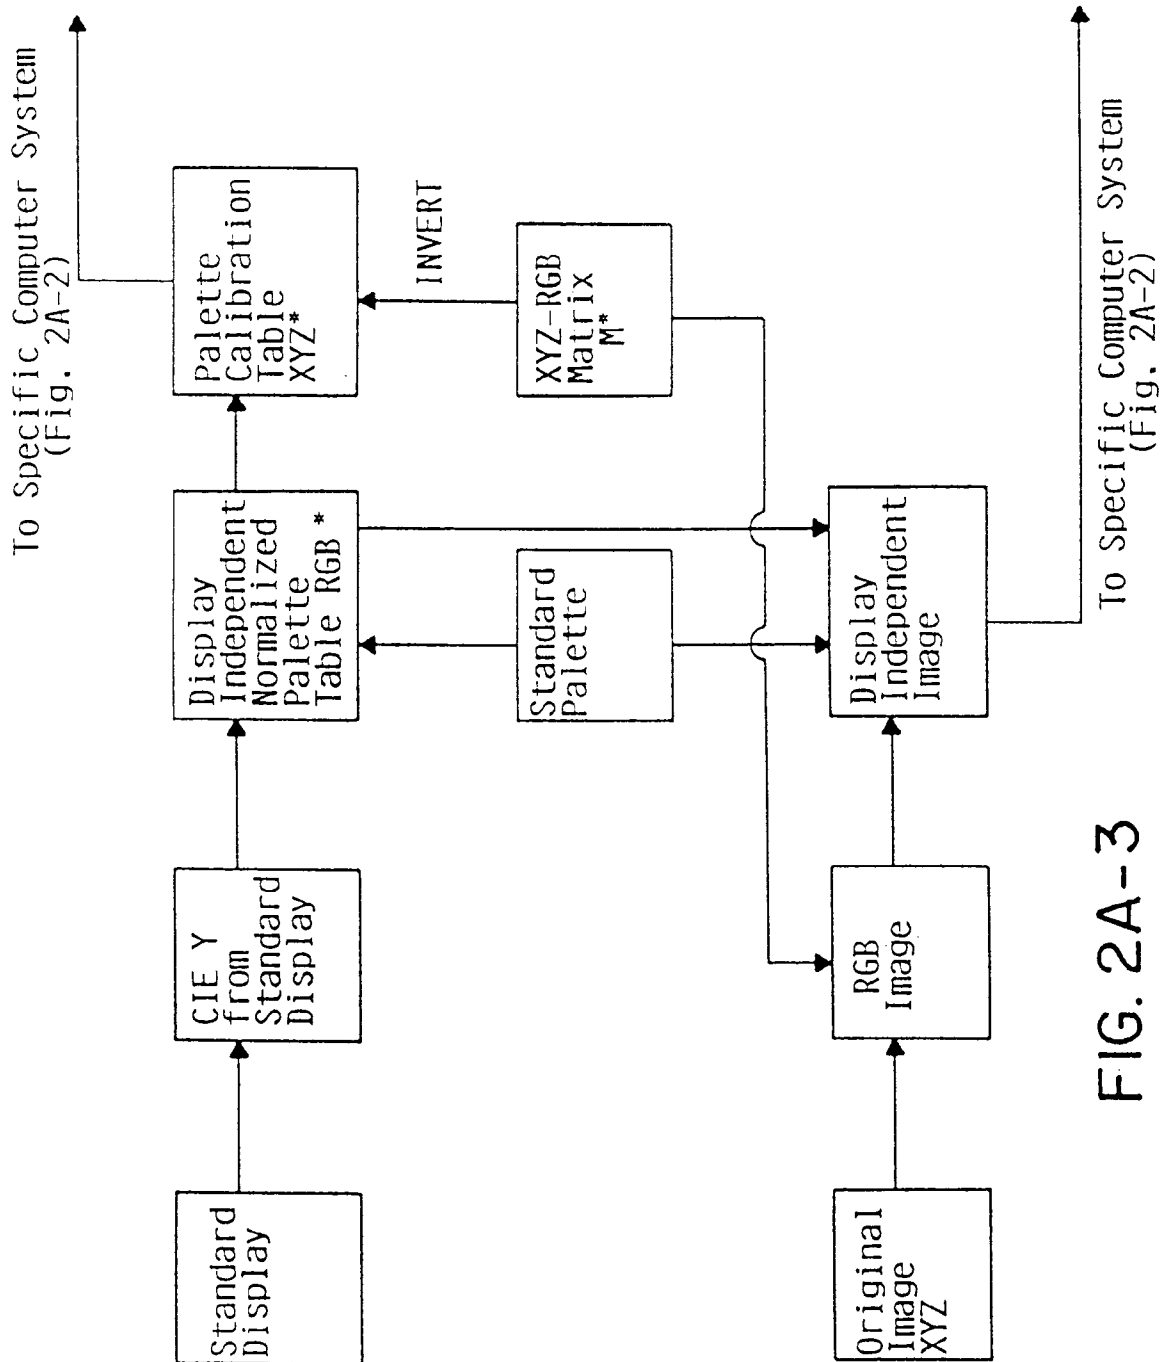 Standard
Display
CIE Y
from
Standard
Display
Display
Independent
Normalized
Palette
Table RGB *
Palette
Calibration
Table
XYZ*
To Specific Computer System
(Fig. 2A-2)
INVERT
Standard
Palette
XYZ-RGB
Matrix
M*
Original
Image
XYZ
RGB
Image
Display
Independent
Image
To Specific Computer System
(Fig. 2A-2)
FIG. 2A-3